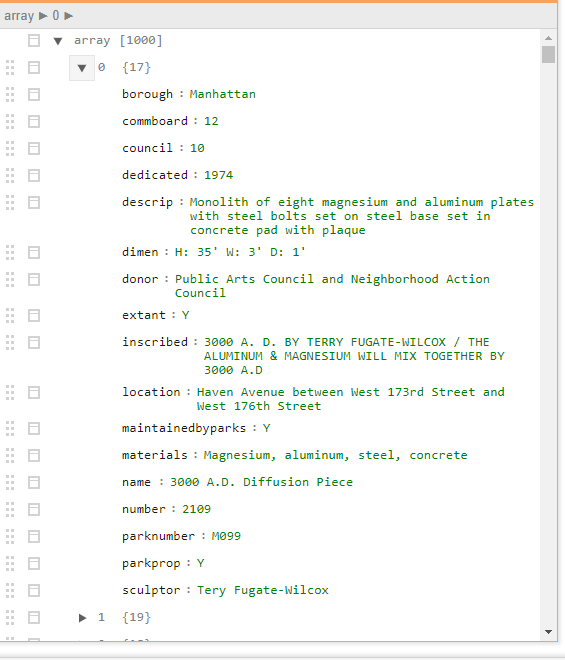 array ▶ 0 ▶
▼ array [1000]
▼ 0 {17}
borough : Manhattan
commboard : 12
council : 10
dedicated : 1974
descrip : Monolith of eight magnesium and aluminum plates
with steel bolts set on steel base set in
concrete pad with plaque
dimen : H: 35' W: 3' D: 1'
donor : Public Arts Council and Neighborhood Action
Council
extant : Y
inscribed : 3000 A. D. BY TERRY FUGATE-WILCOX / THE
ALUMINUM & MAGNESIUM WILL MIX TOGETHER BY
3000 A.D
location : Haven Avenue between West 173rd Street and
West 176th Street
maintainedbyparks : Y
materials : Magnesium, aluminum, steel, concrete
name : 3000 A.D. Diffusion Piece
number : 2109
parknumber : M099
parkprop : Y
sculptor : Tery Fugate-Wilcox
▶ 1 {19}